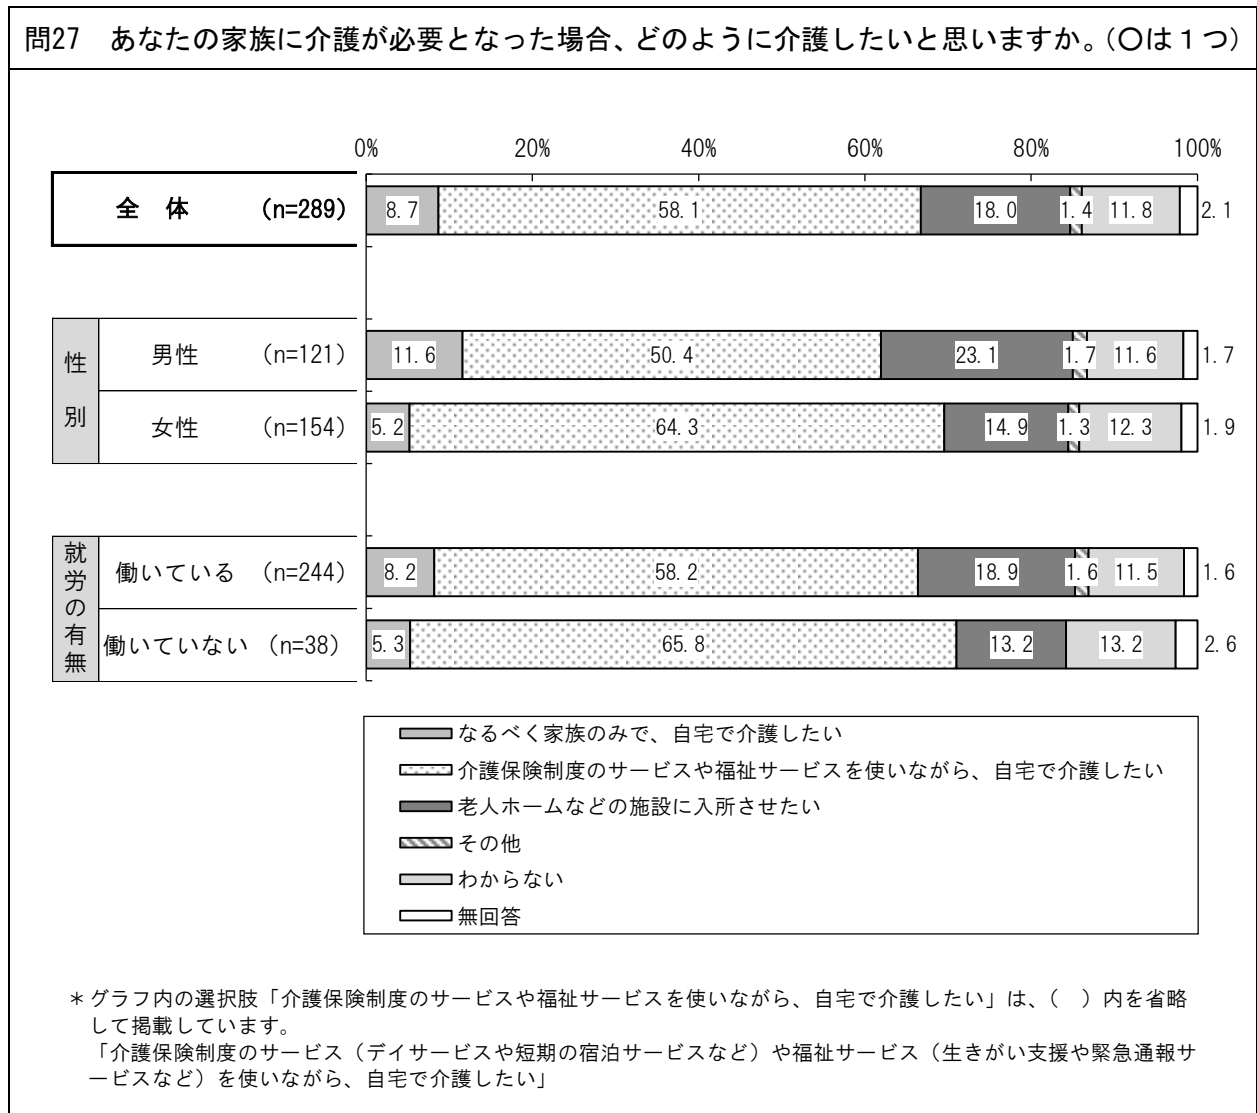 問27　あなたの家族に介護が必要となった場合、どのように介護したいと思いますか。（〇は１つ）
0% 20% 40% 60% 80% 100%
全　体　（n=289） 8.7 58.1 18.0 1.4 11.8 2.1
性別
男性　（n=121） 11.6 50.4 23.1 1.7 11.6 1.7
女性　（n=154） 5.2 64.3 14.9 1.3 12.3 1.9
就労の有無
働いている　（n=244） 8.2 58.2 18.9 1.6 11.5 1.6
働いていない　（n=38） 5.3 65.8 13.2 13.2 2.6
なるべく家族のみで、自宅で介護したい
介護保険制度のサービスや福祉サービスを使いながら、自宅で介護したい
老人ホームなどの施設に入所させたい
その他
わからない
無回答
＊グラフ内の選択肢「介護保険制度のサービスや福祉サービスを使いながら、自宅で介護したい」は、（　）内を省略
して掲載しています。
「介護保険制度のサービス（デイサービスや短期の宿泊サービスなど）や福祉サービス（生きがい支援や緊急通報サ
ービスなど）を使いながら、自宅で介護したい」